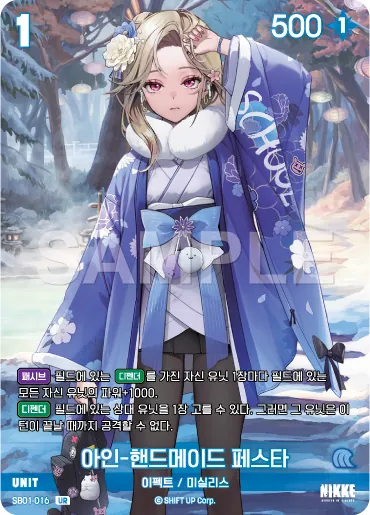 1
500 1
SCHOOL
SAMPLE
패시브 필드에 있는 디펜더 를 가진 자신 유닛 1장마다 필드에 있는
모든 자신 유닛의 파워+1000.
디펜더 필드에 있는 상대 유닛을 1장 고를 수 있다. 그러면 그 유닛은 이
턴이 끝날 때까지 공격할 수 없다.
아인-핸드메이드 페스타
UNIT 이펙트 / 미실리스 NIKKE
SB01-016 UR ©SHIFT UP Corp.